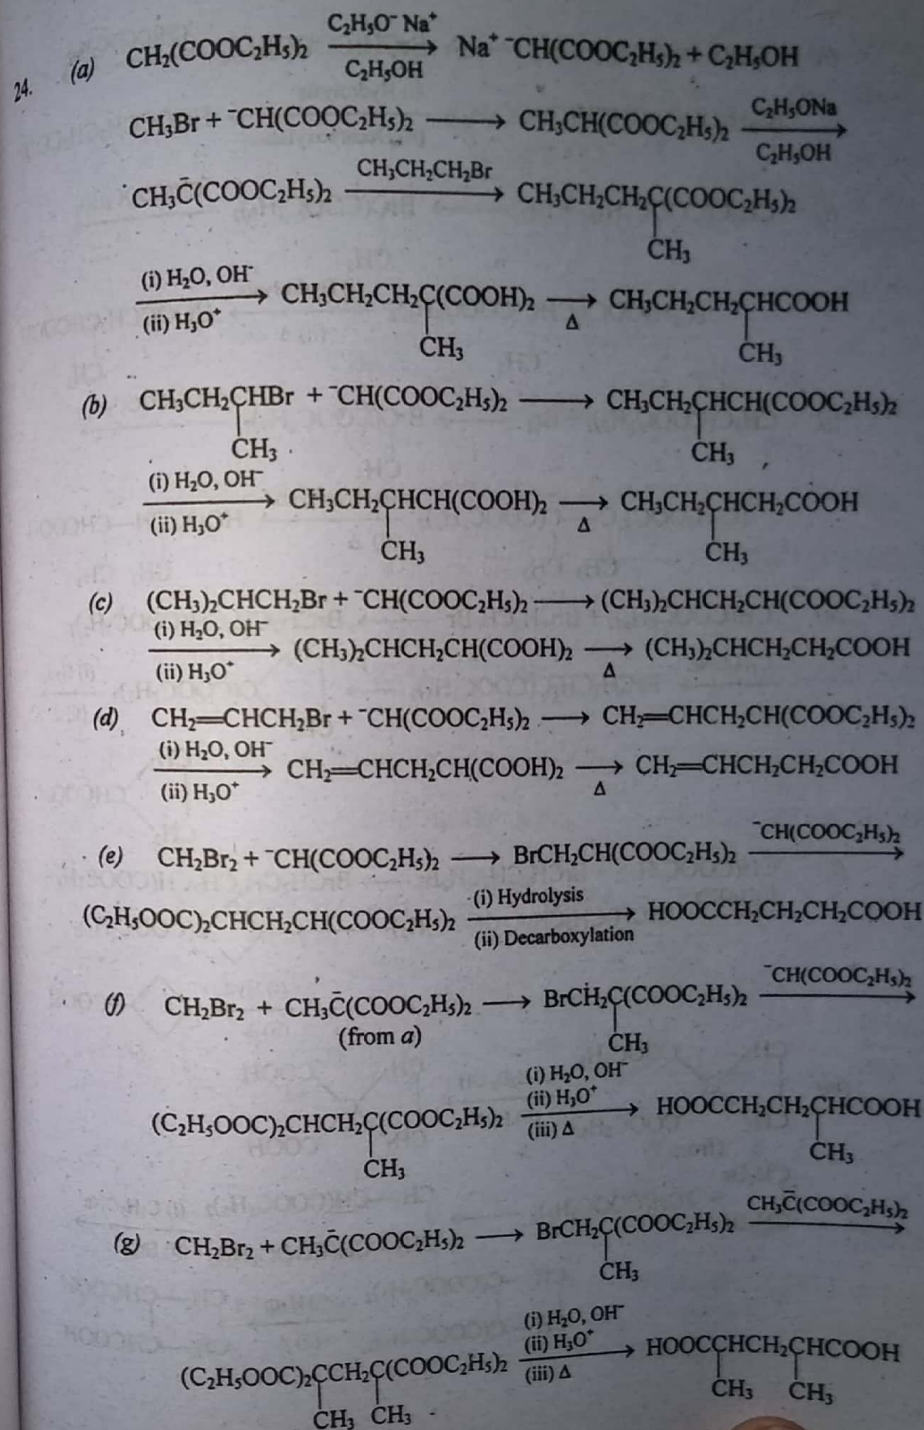 24. (a) CH₂(COOC₂H₅)₂ —C₂H₅O⁻ Na⁺ / C₂H₅OH→ Na⁺ ⁻CH(COOC₂H₅)₂ + C₂H₅OH
CH₃Br + ⁻CH(COOC₂H₅)₂ ⟶ CH₃CH(COOC₂H₅)₂ —C₂H₅ONa / C₂H₅OH→
CH₃C̄(COOC₂H₅)₂ —CH₃CH₂CH₂Br→ CH₃CH₂CH₂C(COOC₂H₅)₂
CH₃
—(i) H₂O, OH⁻ / (ii) H₃O⁺→ CH₃CH₂CH₂C(COOH)₂ —Δ→ CH₃CH₂CH₂CHCOOH
CH₃ CH₃
(b) CH₃CH₂CHBr + ⁻CH(COOC₂H₅)₂ ⟶ CH₃CH₂CHCH(COOC₂H₅)₂
CH₃ CH₃
—(i) H₂O, OH⁻ / (ii) H₃O⁺→ CH₃CH₂CHCH(COOH)₂ —Δ→ CH₃CH₂CHCH₂COOH
CH₃ CH₃
(c) (CH₃)₂CHCH₂Br + ⁻CH(COOC₂H₅)₂ ⟶ (CH₃)₂CHCH₂CH(COOC₂H₅)₂
—(i) H₂O, OH⁻ / (ii) H₃O⁺→ (CH₃)₂CHCH₂CH(COOH)₂ —Δ→ (CH₃)₂CHCH₂CH₂COOH
(d) CH₂=CHCH₂Br + ⁻CH(COOC₂H₅)₂ ⟶ CH₂=CHCH₂CH(COOC₂H₅)₂
—(i) H₂O, OH⁻ / (ii) H₃O⁺→ CH₂=CHCH₂CH(COOH)₂ —Δ→ CH₂=CHCH₂CH₂COOH
(e) CH₂Br₂ + ⁻CH(COOC₂H₅)₂ ⟶ BrCH₂CH(COOC₂H₅)₂ —⁻CH(COOC₂H₅)₂→
(C₂H₅OOC)₂CHCH₂CH(COOC₂H₅)₂ —(i) Hydrolysis / (ii) Decarboxylation→ HOOCCH₂CH₂CH₂COOH
(f) CH₂Br₂ + CH₃C̄(COOC₂H₅)₂ ⟶ BrCH₂C(COOC₂H₅)₂ —⁻CH(COOC₂H₅)₂→
(from a) CH₃
(C₂H₅OOC)₂CHCH₂C(COOC₂H₅)₂ —(i) H₂O, OH⁻ / (ii) H₃O⁺ / (iii) Δ→ HOOCCH₂CH₂CHCOOH
CH₃ CH₃
(g) CH₂Br₂ + CH₃C̄(COOC₂H₅)₂ ⟶ BrCH₂C(COOC₂H₅)₂ —CH₃C̄(COOC₂H₅)₂→
CH₃
(C₂H₅OOC)₂CCH₂C(COOC₂H₅)₂ —(i) H₂O, OH⁻ / (ii) H₃O⁺ / (iii) Δ→ HOOCCHCH₂CHCOOH
CH₃ CH₃ CH₃ CH₃